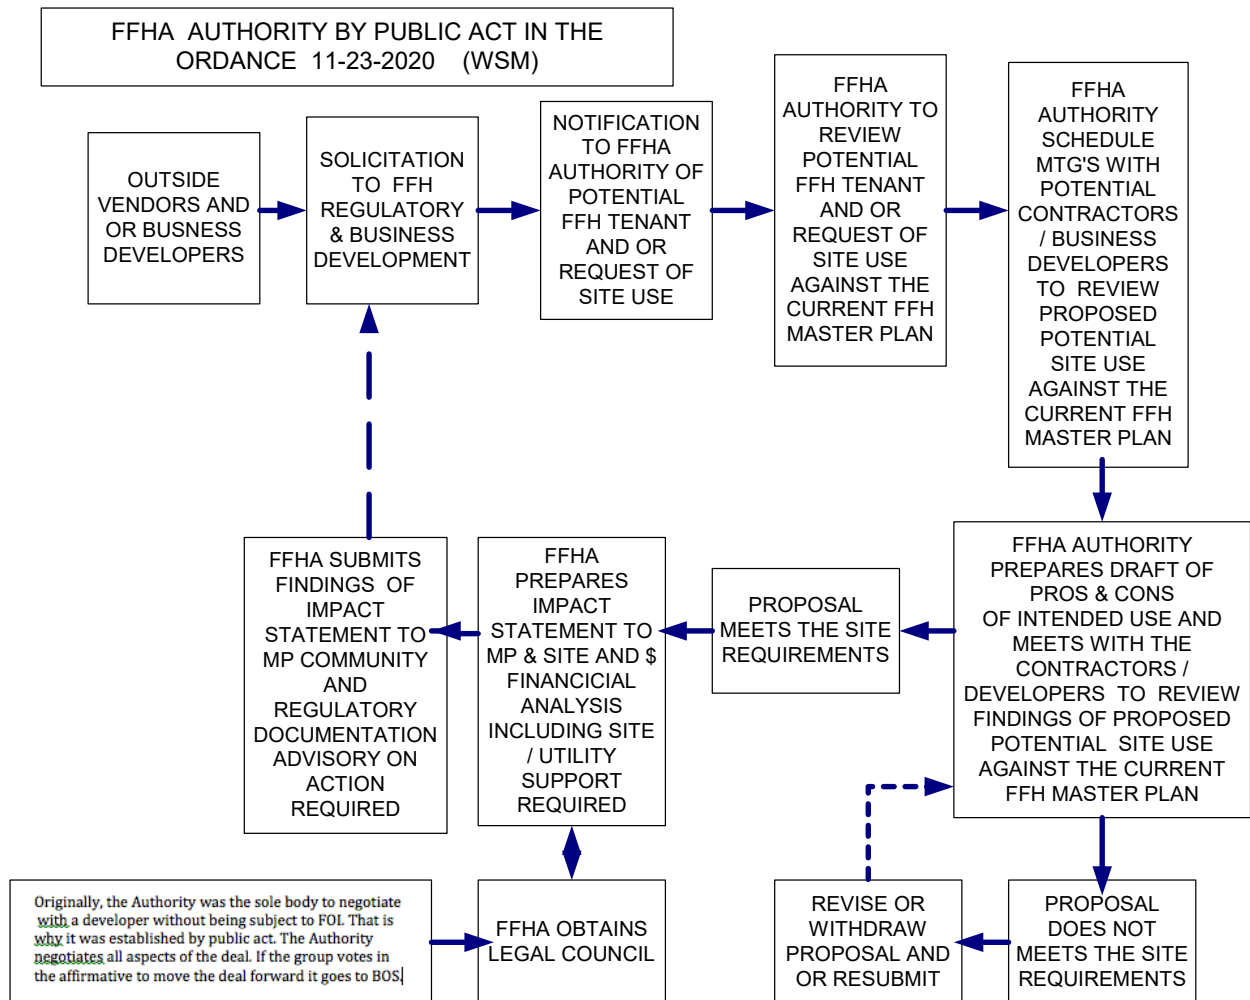 FFHA  AUTHORITY BY PUBLIC ACT IN THE
ORDANCE  11-23-2020    (WSM)
OUTSIDE
VENDORS AND
OR BUSNESS
DEVELOPERS
SOLICITATION
TO  FFH
REGULATORY
& BUSINESS
DEVELOPMENT
NOTIFICATION
TO FFHA
AUTHORITY OF
POTENTIAL
FFH TENANT
AND OR
REQUEST OF
SITE USE
FFHA
AUTHORITY TO
REVIEW
POTENTIAL
FFH TENANT
AND OR
REQUEST OF
SITE USE
AGAINST THE
CURRENT FFH
MASTER PLAN
FFHA
AUTHORITY
SCHEDULE
MTG'S WITH
POTENTIAL
CONTRACTORS
/ BUSINESS
DEVELOPERS
TO  REVIEW
PROPOSED
POTENTIAL
SITE USE
AGAINST THE
CURRENT FFH
MASTER PLAN
FFHA AUTHORITY
PREPARES DRAFT OF
PROS & CONS
OF INTENDED USE AND
MEETS WITH THE
CONTRACTORS /
DEVELOPERS  TO  REVIEW
FINDINGS OF PROPOSED
POTENTIAL  SITE USE
AGAINST THE CURRENT
FFH MASTER PLAN
PROPOSAL
MEETS THE SITE
REQUIREMENTS
FFHA
PREPARES
IMPACT
STATEMENT TO
MP & SITE AND $
FINANCICIAL
ANALYSIS
INCLUDING SITE
/ UTILITY
SUPPORT
REQUIRED
FFHA SUBMITS
FINDINGS  OF
IMPACT
STATEMENT TO
MP COMMUNITY
AND
REGULATORY
DOCUMENTATION
ADVISORY ON
ACTION
REQUIRED
Originally, the Authority was the sole body to negotiate
with a developer without being subject to FOI. That is
why it was established by public act. The Authority
negotiates all aspects of the deal. If the group votes in
the affirmative to move the deal forward it goes to BOS.
FFHA OBTAINS
LEGAL COUNCIL
REVISE OR
WITHDRAW
PROPOSAL AND
OR RESUBMIT
PROPOSAL
DOES NOT
MEETS THE SITE
REQUIREMENTS